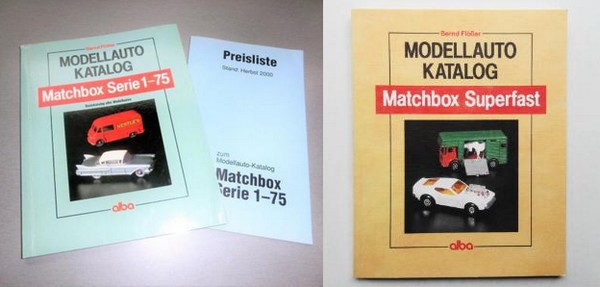 MODELLAUTO
KATALOG
Matchbox Serie 1-75
alba
Preisliste
Stand: Herbst 2000
zum
Modellauto-Katalog
Matchbox
Serie 1-75
Bernd Flößer
MODELLAUTO
KATALOG
Matchbox Superfast
alba